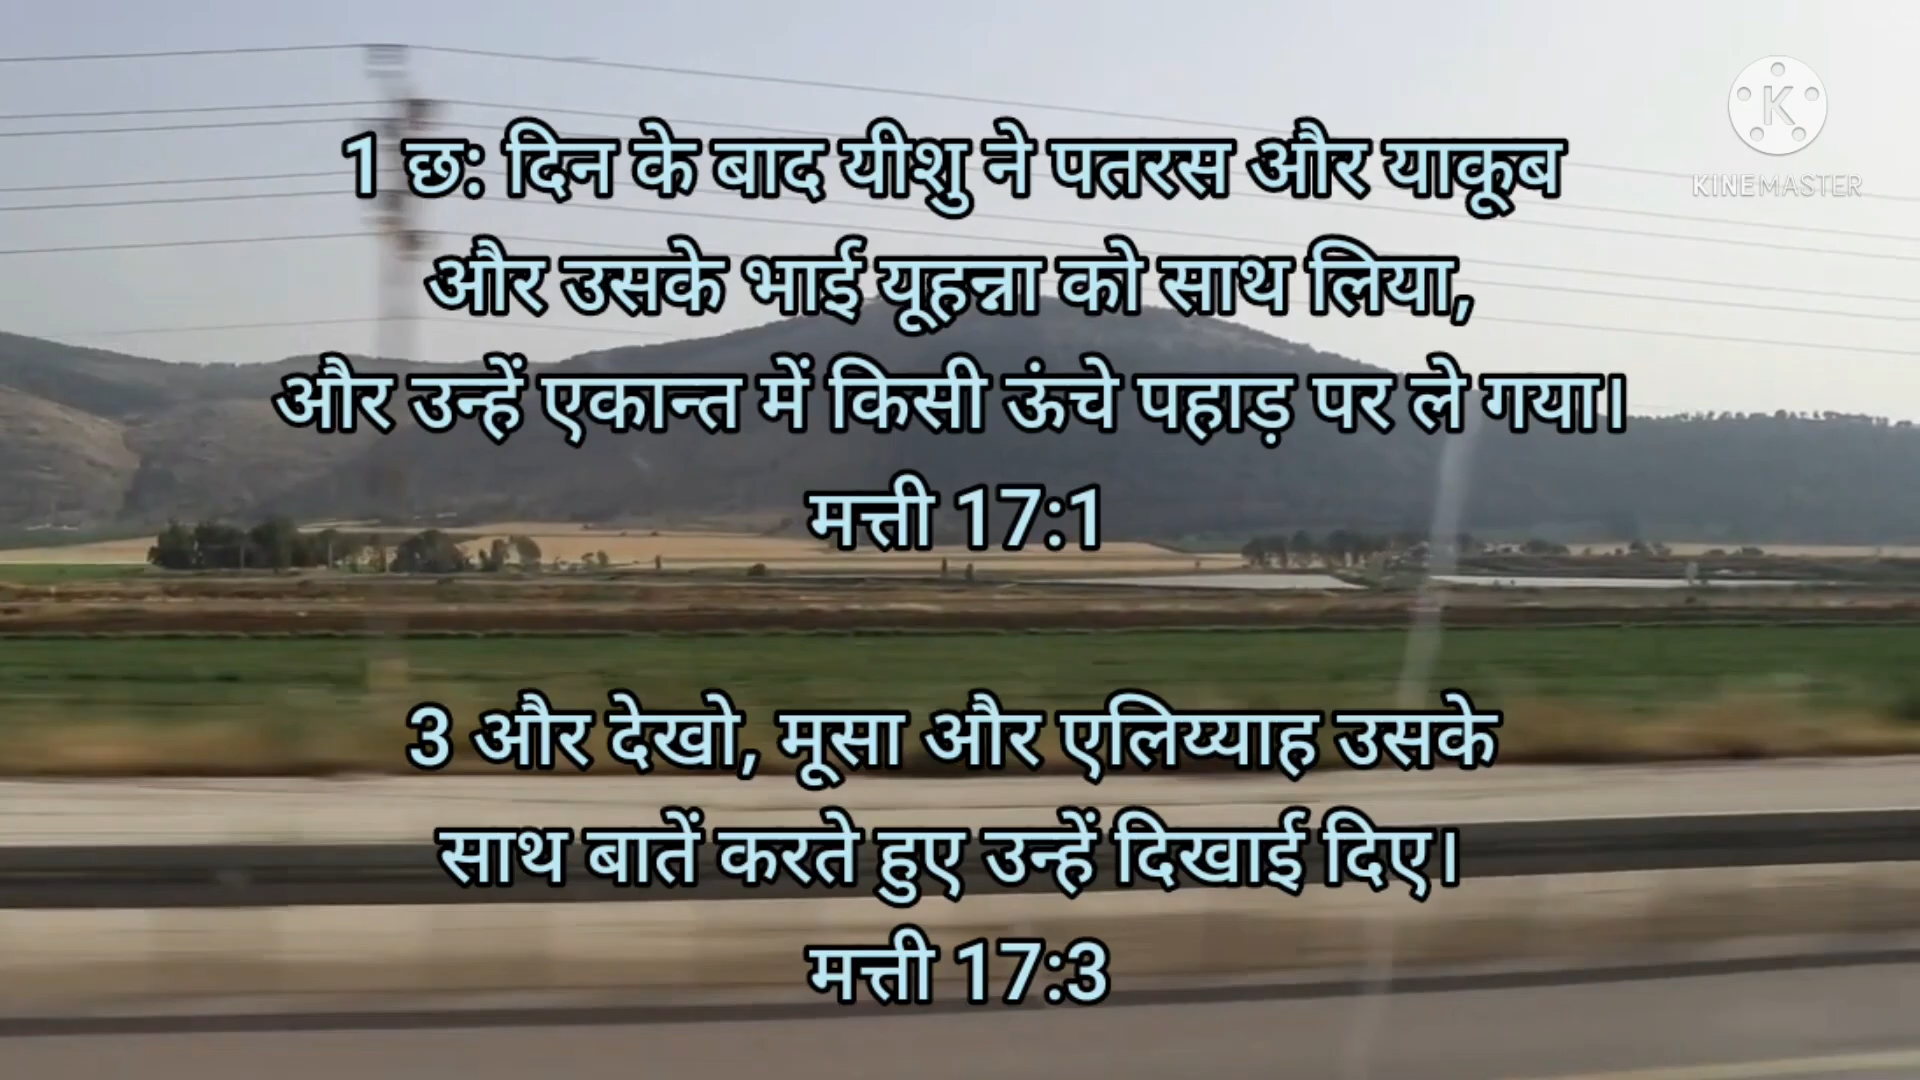 1 छ: दिन के बाद यीशु ने पतरस और याकूब
और उसके भाई यूहन्ना को साथ लिया,
और उन्हें एकान्त में किसी ऊंचे पहाड़ पर ले गया।
मत्ती 17:1
3 और देखो, मूसा और एलिय्याह उसके
साथ बातें करते हुए उन्हें दिखाई दिए।
मत्ती 17:3
K
KINEMASTER